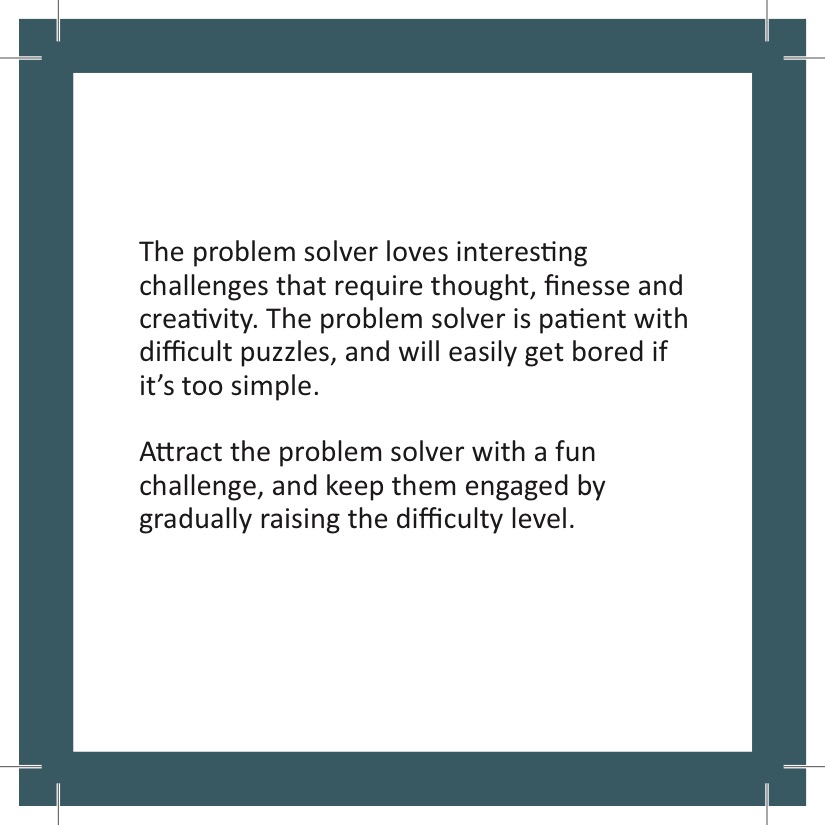 The problem solver loves interesting
challenges that require thought, finesse and
creativity. The problem solver is patient with
difficult puzzles, and will easily get bored if
it’s too simple.
Attract the problem solver with a fun
challenge, and keep them engaged by
gradually raising the difficulty level.